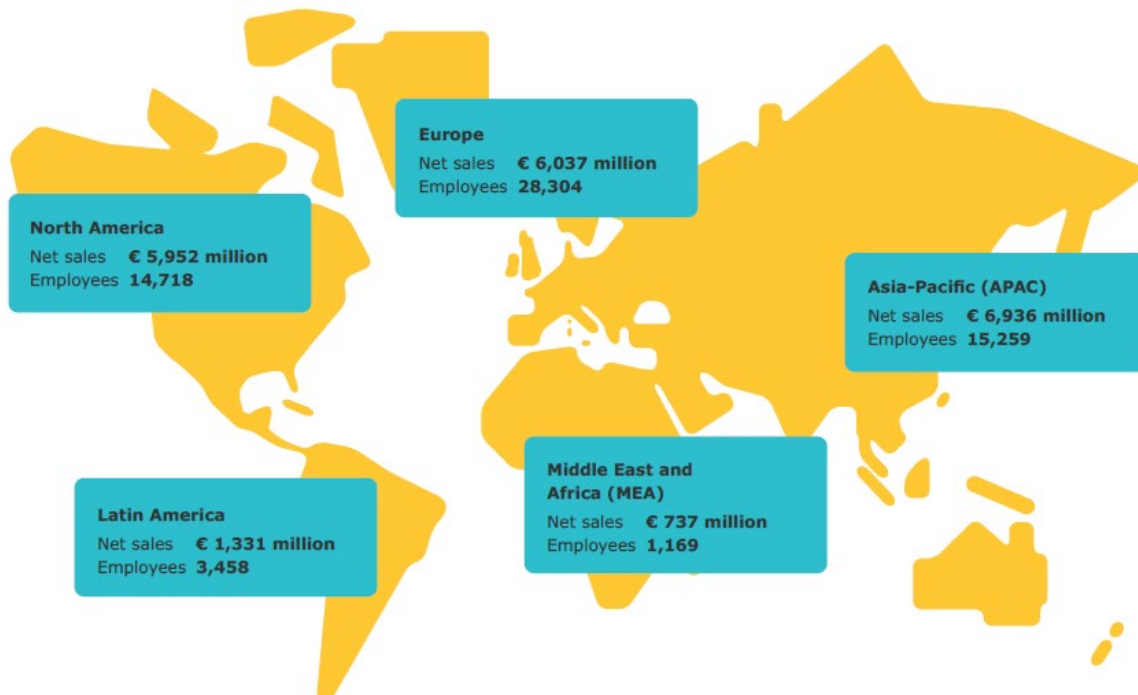 Europe
Net sales € 6,037 million
Employees 28,304
North America
Net sales € 5,952 million
Employees 14,718
Asia-Pacific (APAC)
Net sales € 6,936 million
Employees 15,259
Middle East and
Africa (MEA)
Net sales € 737 million
Employees 1,169
Latin America
Net sales € 1,331 million
Employees 3,458